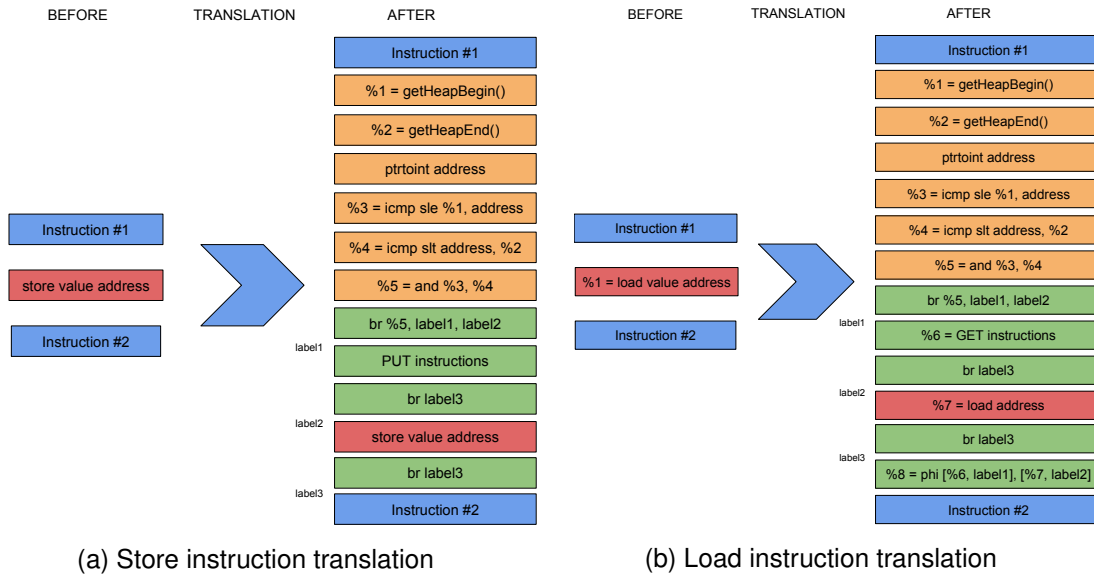 BEFORE
TRANSLATION
AFTER
Instruction #1
store value address
Instruction #2
Instruction #1
%1 = getHeapBegin()
%2 = getHeapEnd()
ptrtoint address
%3 = icmp sle %1, address
%4 = icmp slt address, %2
%5 = and %3, %4
br %5, label1, label2
label1
PUT instructions
br label3
label2
store value address
br label3
label3
Instruction #2
(a) Store instruction translation
BEFORE
TRANSLATION
AFTER
Instruction #1
%1 = load value address
Instruction #2
Instruction #1
%1 = getHeapBegin()
%2 = getHeapEnd()
ptrtoint address
%3 = icmp sle %1, address
%4 = icmp slt address, %2
%5 = and %3, %4
br %5, label1, label2
label1
%6 = GET instructions
br label3
label2
%7 = load address
br label3
label3
%8 = phi [%6, label1], [%7, label2]
Instruction #2
(b) Load instruction translation